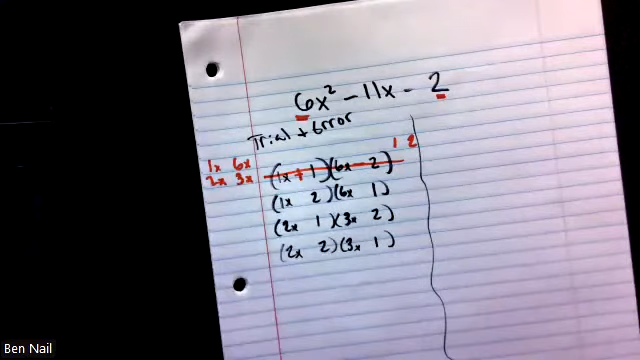 6x² - 11x - 2
Trial + Error
1 2
1x 6x
2x 3x
(1x + 1)(6x - 2)
(1x 2)(6x 1)
(2x 1)(3x 2)
(2x 2)(3x 1)
Ben Nail